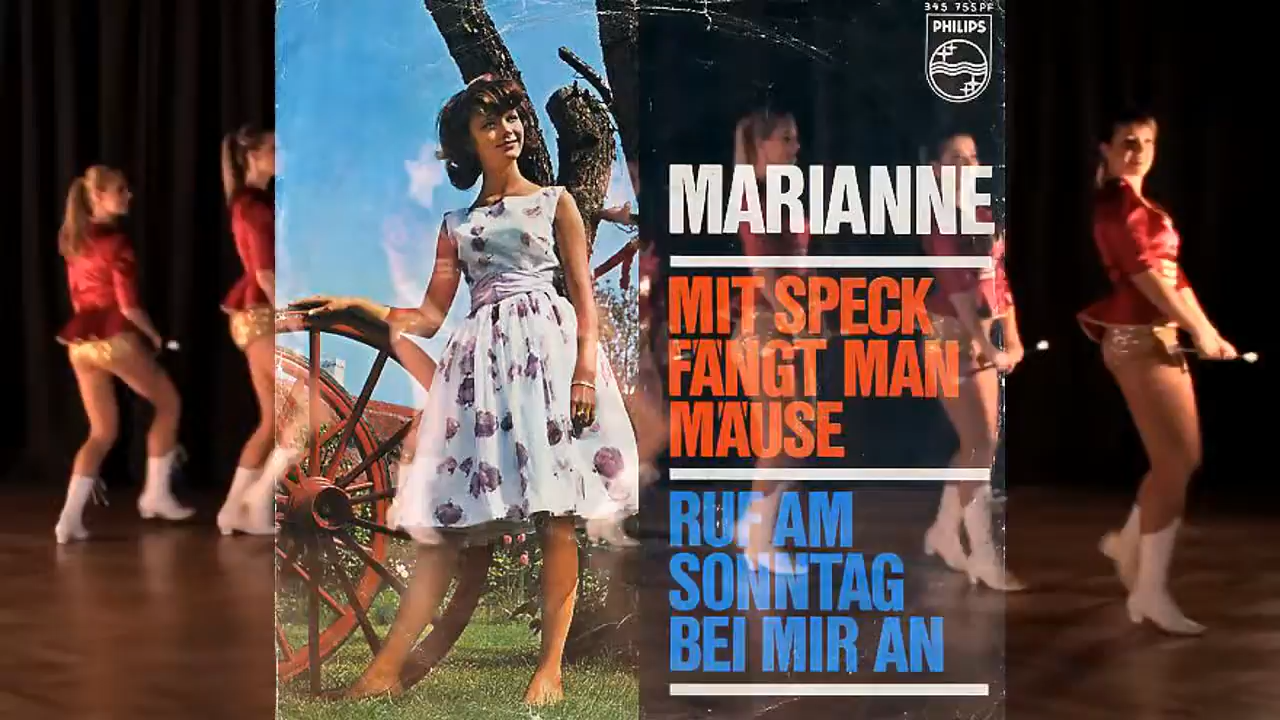 345 755 PF
PHILIPS
MARIANNE
MIT SPECK
FÄNGT MAN
MÄUSE
RUF AM
SONNTAG
BEI MIR AN